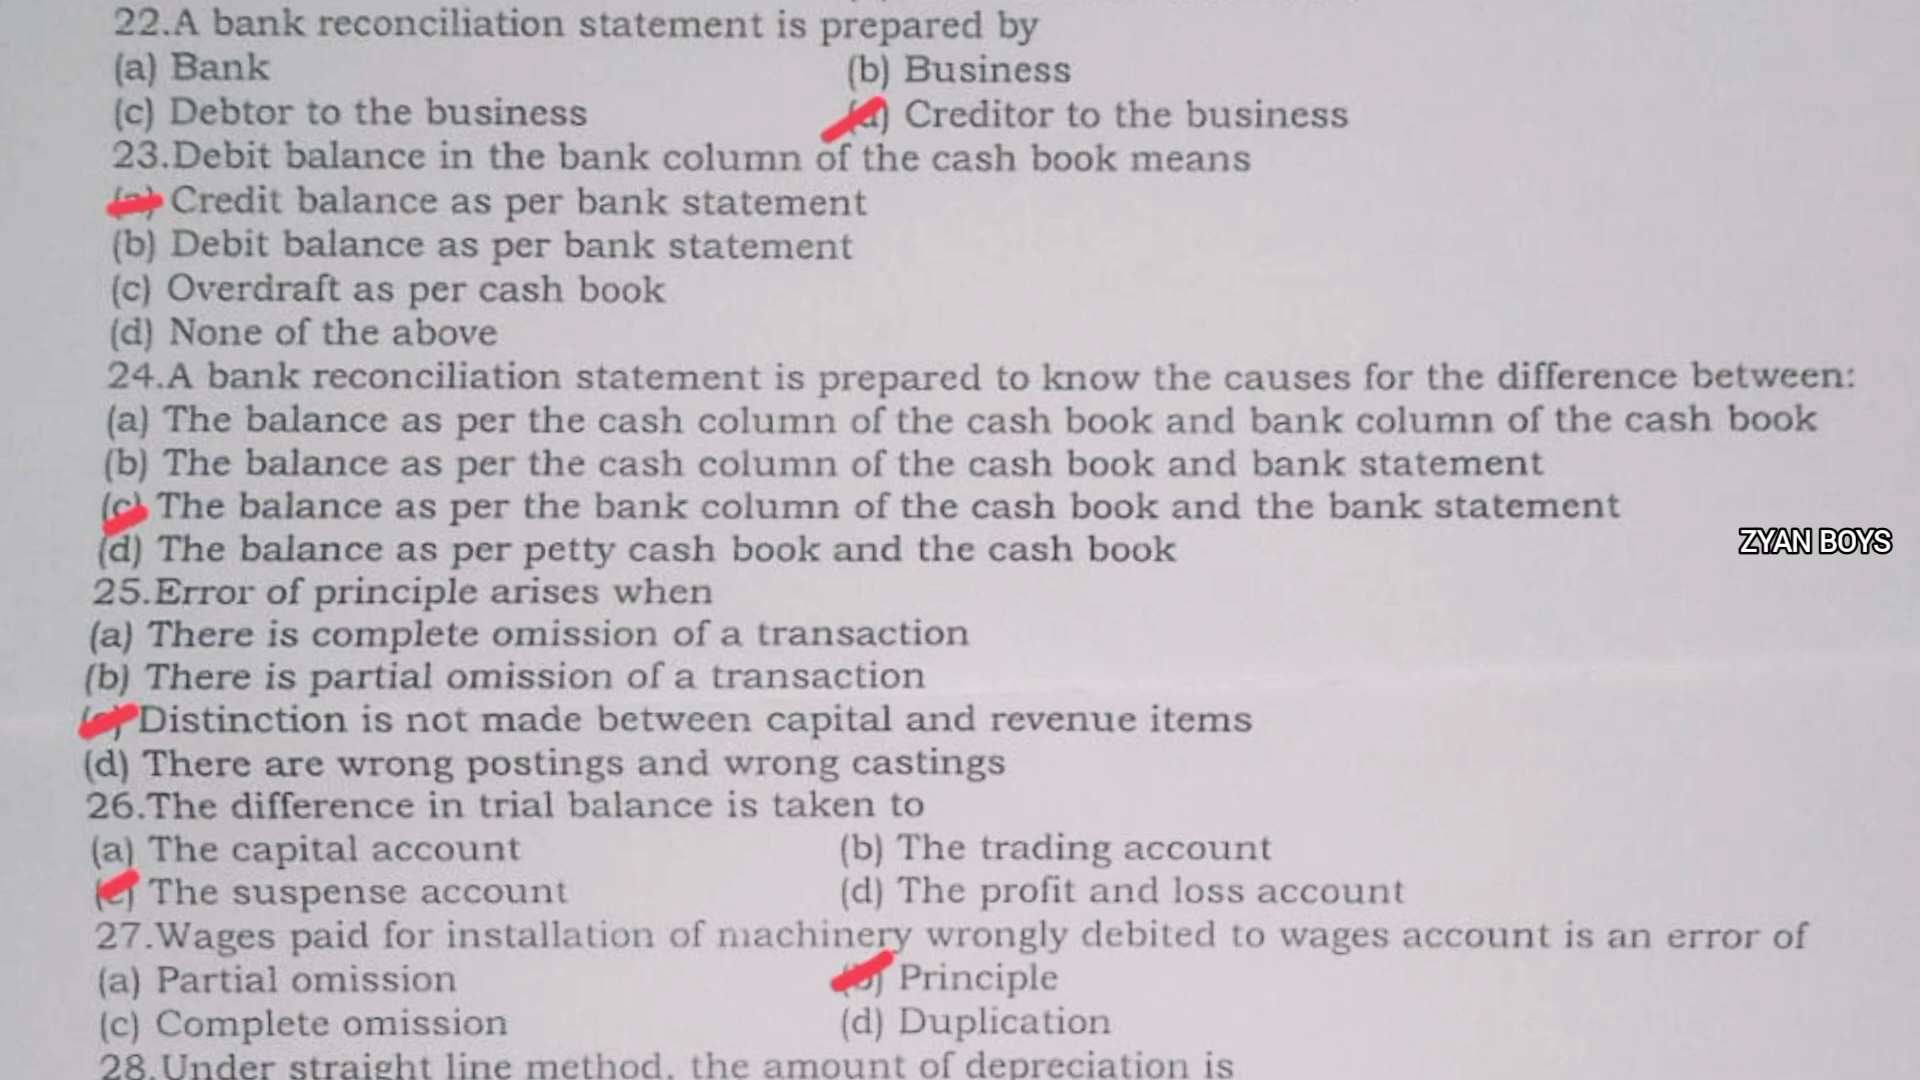 22.A bank reconciliation statement is prepared by
(a) Bank (b) Business
(c) Debtor to the business (d) Creditor to the business
23.Debit balance in the bank column of the cash book means
(a) Credit balance as per bank statement
(b) Debit balance as per bank statement
(c) Overdraft as per cash book
(d) None of the above
24.A bank reconciliation statement is prepared to know the causes for the difference between:
(a) The balance as per the cash column of the cash book and bank column of the cash book
(b) The balance as per the cash column of the cash book and bank statement
(c) The balance as per the bank column of the cash book and the bank statement
ZYAN BOYS
(d) The balance as per petty cash book and the cash book
25.Error of principle arises when
(a) There is complete omission of a transaction
(b) There is partial omission of a transaction
(c) Distinction is not made between capital and revenue items
(d) There are wrong postings and wrong castings
26.The difference in trial balance is taken to
(a) The capital account (b) The trading account
(c) The suspense account (d) The profit and loss account
27.Wages paid for installation of machinery wrongly debited to wages account is an error of
(a) Partial omission (b) Principle
(c) Complete omission (d) Duplication
28.Under straight line method, the amount of depreciation is